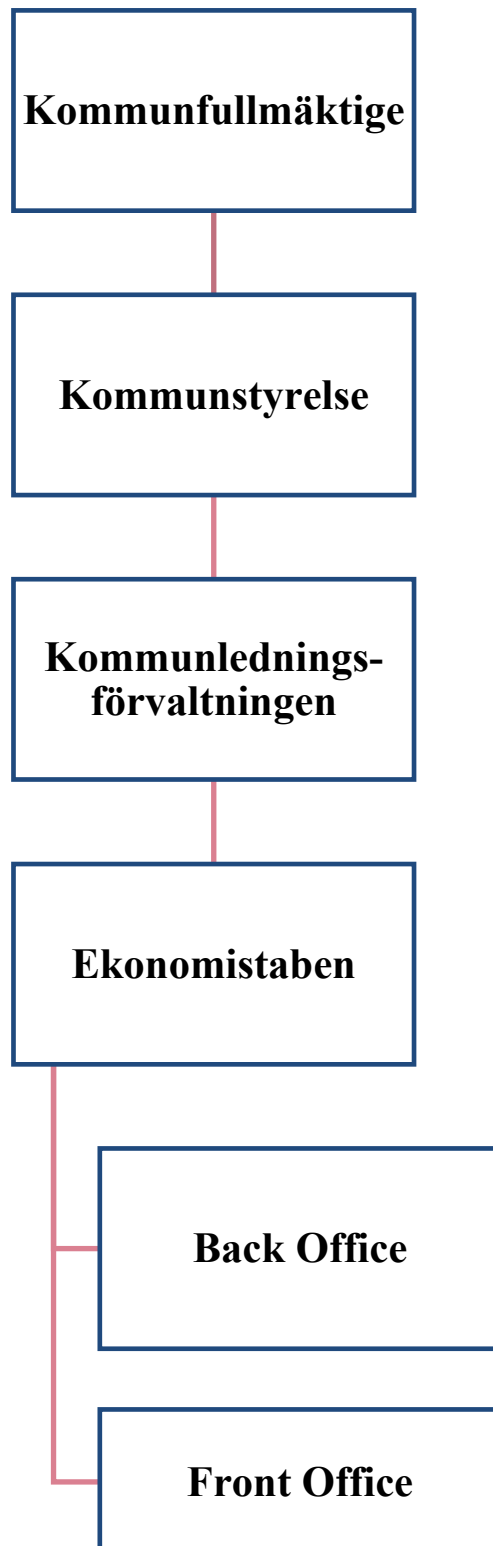 Kommunfullmäktige
Kommunstyrelse
Kommunlednings-
förvaltningen
Ekonomistaben
Back Office
Front Office